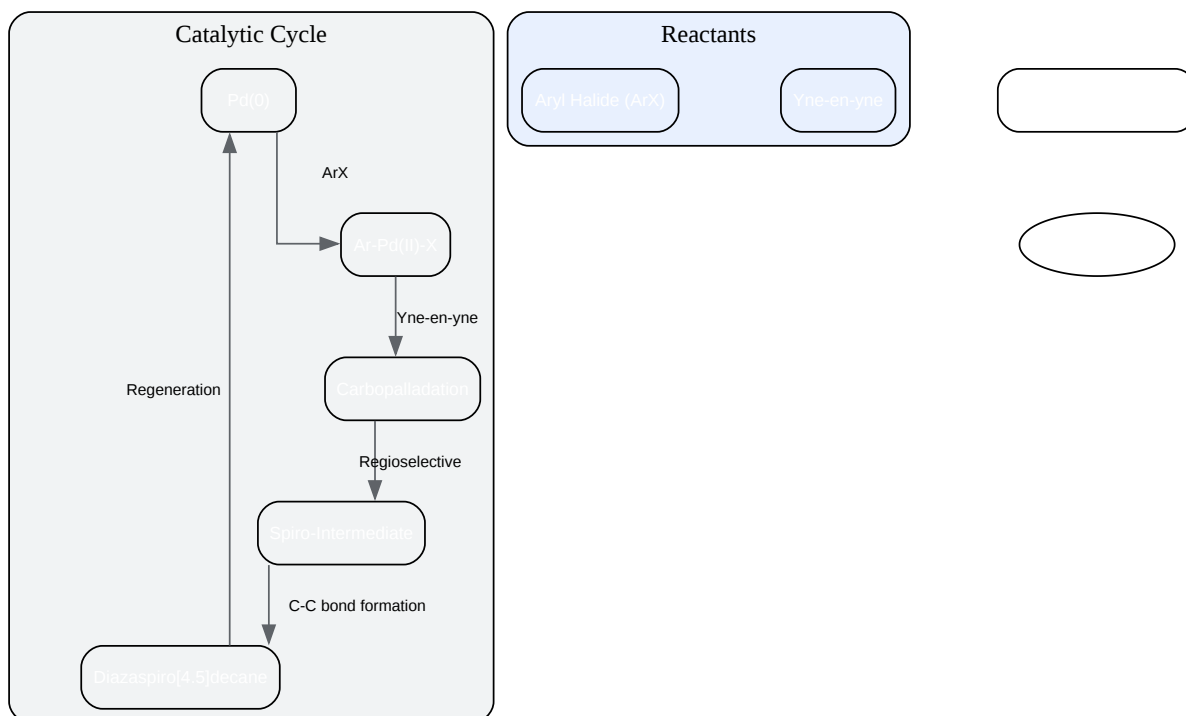 Catalytic Cycle
Pd(0)
ArX
Ar-Pd(II)-X
Yne-en-yne
Carbopalladation
Regeneration
Regioselective
Spiro-Intermediate
C-C bond formation
Diazaspiro[4.5]decane
Reactants
Aryl Halide (ArX)
Yne-en-yne